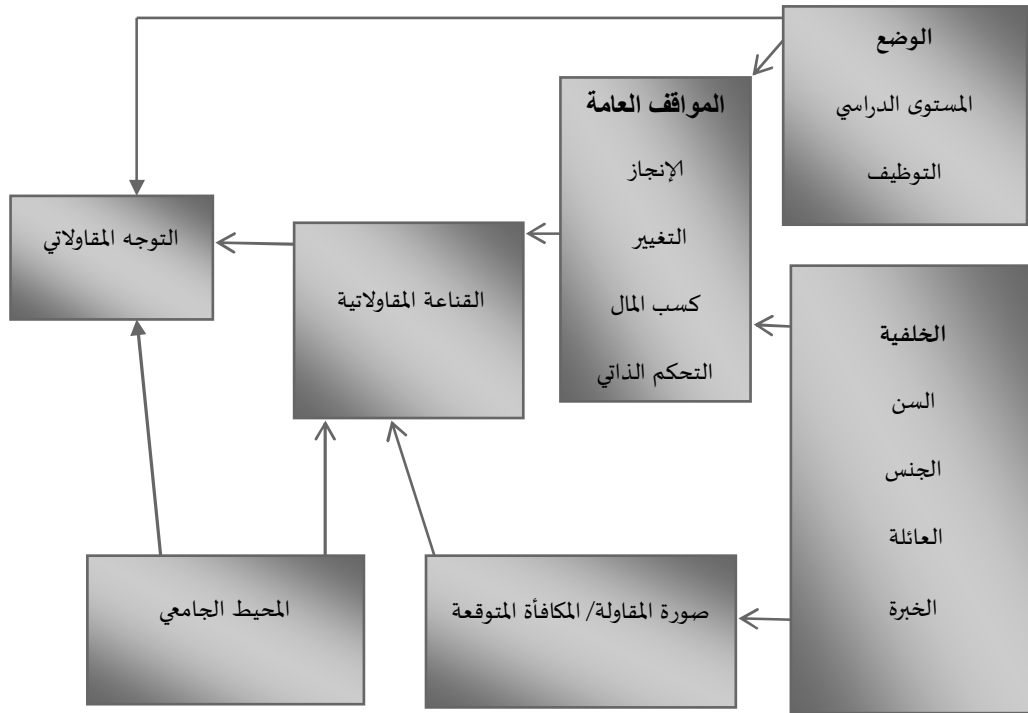 الوضع
المستوى الدراسي
التوظيف
المواقف العامة
الإنجاز
التغيير
كسب المال
التحكم الذاتي
التوجه المقاولاتي
القناعة المقاولاتية
الخلفية
السن
الجنس
العائلة
الخبرة
صورة المقاولة/ المكافأة المتوقعة
المحيط الجامعي